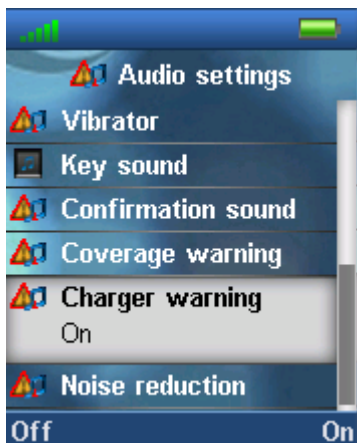 Audio settings
Vibrator
Key sound
Confirmation sound
Coverage warning
Charger warning
On
Noise reduction
Off On